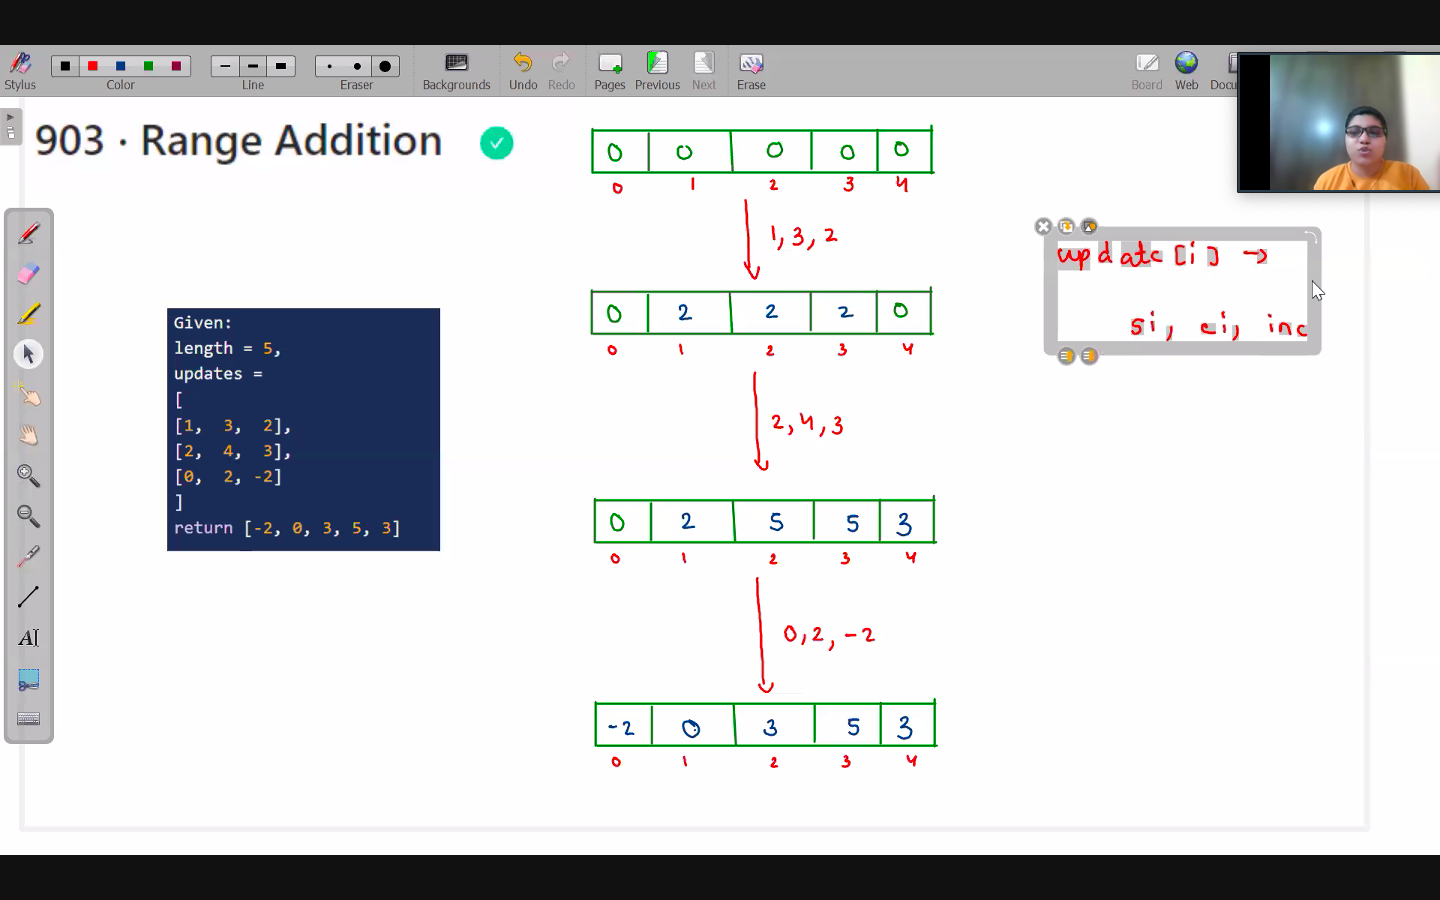 Stylus
Color
Line
Eraser
Backgrounds
Undo
Redo
Pages
Previous
Next
Erase
Board
Web
903 · Range Addition
Given:
length = 5,
updates =
[
[1, 3, 2],
[2, 4, 3],
[0, 2, -2]
]
return [-2, 0, 3, 5, 3]
0 0 0 0 0
0 1 2 3 4
1, 3, 2
0 2 2 2 0
0 1 2 3 4
2, 4, 3
0 2 5 5 3
0 1 2 3 4
0, 2, -2
-2 0 3 5 3
0 1 2 3 4
update [i] →
si, ei, inc
AI